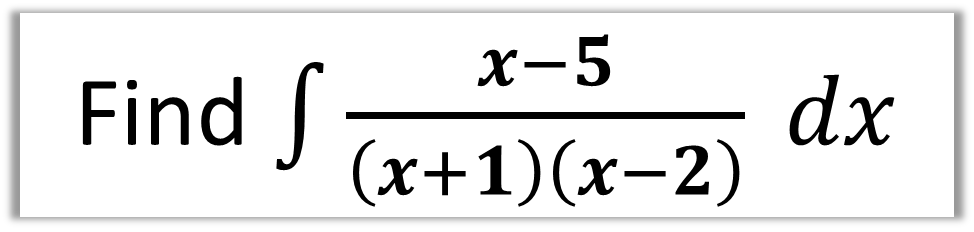 Find ∫ x−5 / (x+1)(x−2) dx